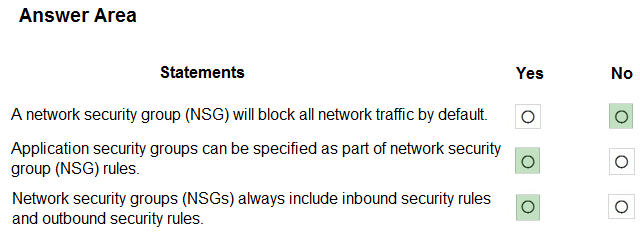 Answer Area
Statements Yes No
A network security group (NSG) will block all network traffic by default.
Application security groups can be specified as part of network security
group (NSG) rules.
Network security groups (NSGs) always include inbound security rules
and outbound security rules.